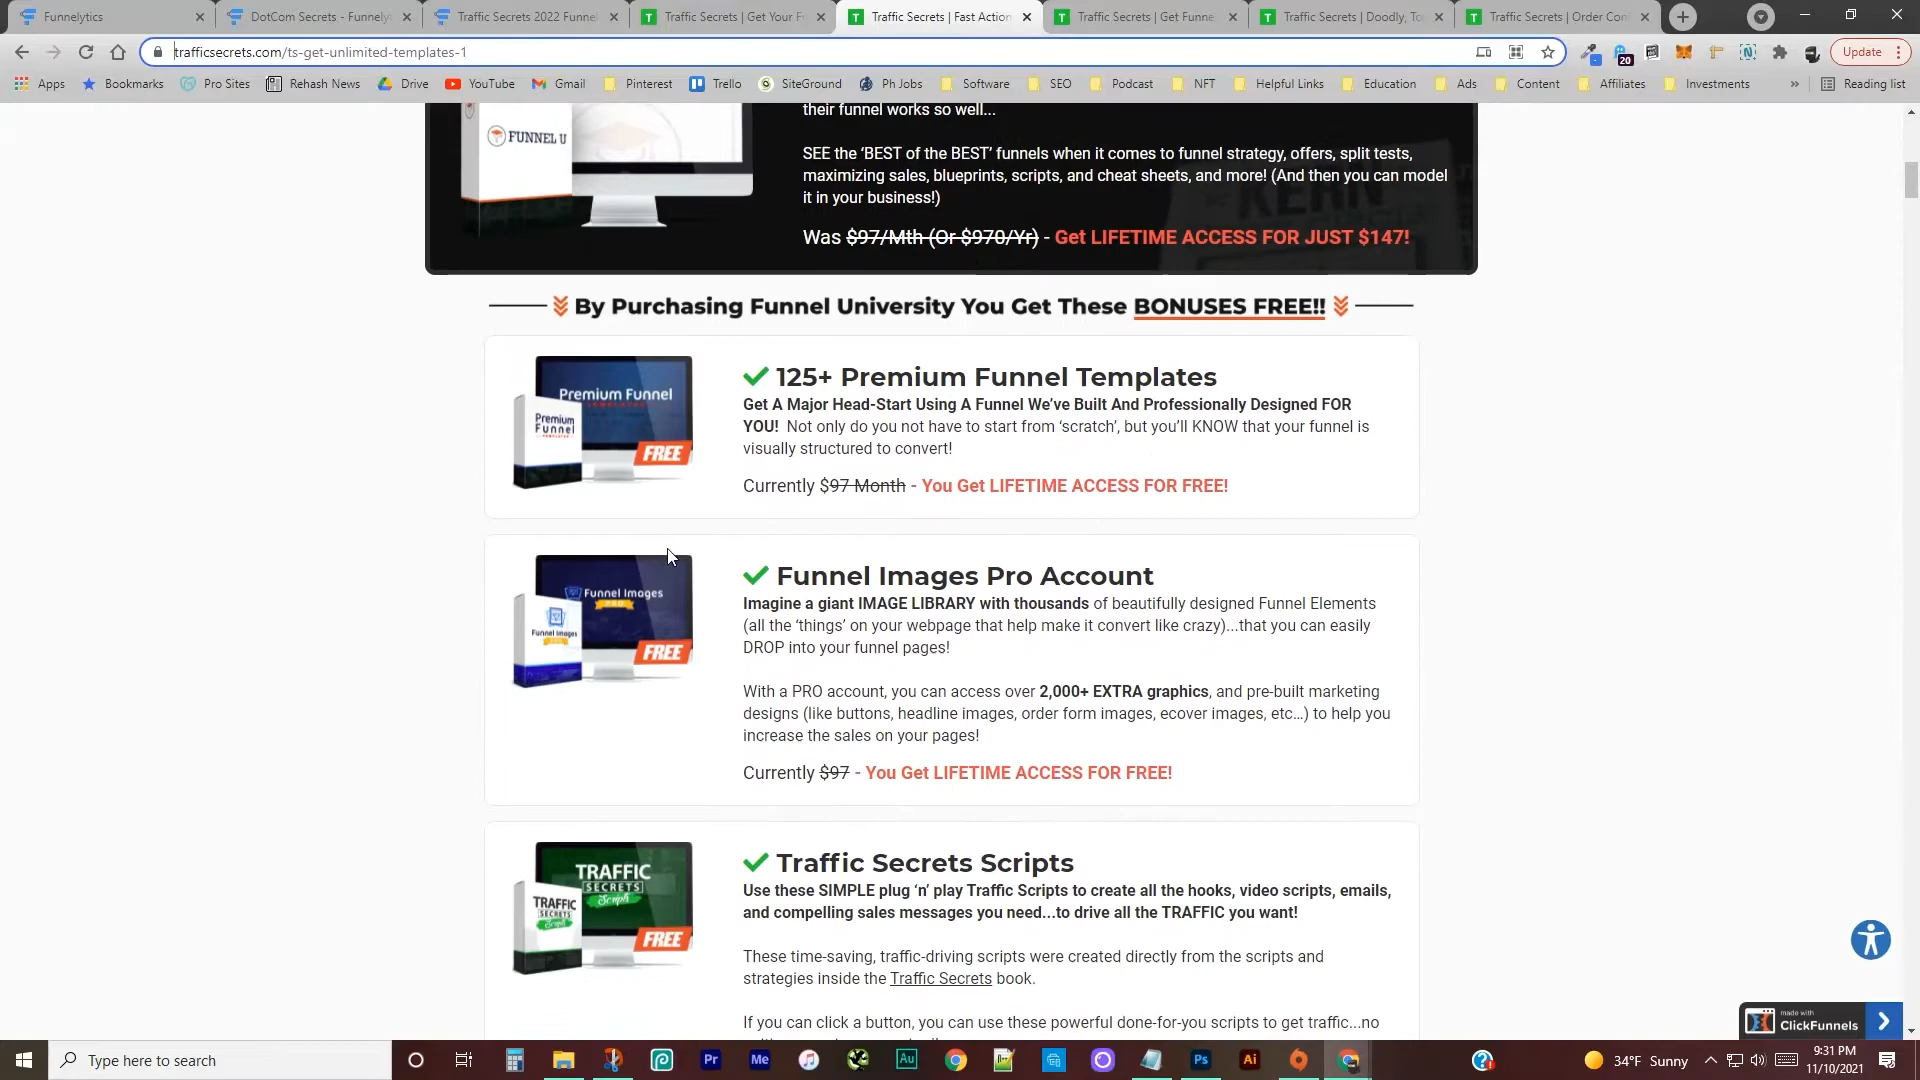 Funnelytics
DotCom Secrets - Funnely
Traffic Secrets 2022 Funnel
Traffic Secrets | Get Your F
Traffic Secrets | Fast Action
Traffic Secrets | Get Funne
Traffic Secrets | Doodly, To
Traffic Secrets | Order Con
trafficsecrets.com/ts-get-unlimited-templates-1
20
Update
Apps
Bookmarks
Pro Sites
Rehash News
Drive
YouTube
Gmail
Pinterest
Trello
SiteGround
Ph Jobs
Software
SEO
Podcast
NFT
Helpful Links
Education
Ads
Content
Affiliates
Investments
»
Reading list
FUNNEL U
their funnel works so well...
SEE the ‘BEST of the BEST’ funnels when it comes to funnel strategy, offers, split tests,
maximizing sales, blueprints, scripts, and cheat sheets, and more! (And then you can model
it in your business!)
KERN
Was $97/Mth (Or $970/Yr) - Get LIFETIME ACCESS FOR JUST $147!
By Purchasing Funnel University You Get These BONUSES FREE!!
Premium Funnel
TEMPLATES
Premium
Funnel
TEMPLATES
FREE
125+ Premium Funnel Templates
Get A Major Head-Start Using A Funnel We’ve Built And Professionally Designed FOR
YOU! Not only do you not have to start from ‘scratch’, but you’ll KNOW that your funnel is
visually structured to convert!
Currently $97 Month - You Get LIFETIME ACCESS FOR FREE!
Funnel Images
PRO
Funnel Images
FREE
Funnel Images Pro Account
Imagine a giant IMAGE LIBRARY with thousands of beautifully designed Funnel Elements
(all the ‘things’ on your webpage that help make it convert like crazy)...that you can easily
DROP into your funnel pages!
With a PRO account, you can access over 2,000+ EXTRA graphics, and pre-built marketing
designs (like buttons, headline images, order form images, ecover images, etc…) to help you
increase the sales on your pages!
Currently $97 - You Get LIFETIME ACCESS FOR FREE!
TRAFFIC
SECRETS
Scripts
TRAFFIC
SECRETS
Scripts
FREE
Traffic Secrets Scripts
Use these SIMPLE plug ‘n’ play Traffic Scripts to create all the hooks, video scripts, emails,
and compelling sales messages you need...to drive all the TRAFFIC you want!
These time-saving, traffic-driving scripts were created directly from the scripts and
strategies inside the Traffic Secrets book.
If you can click a button, you can use these powerful done-for-you scripts to get traffic...no
made with
ClickFunnels
Type here to search
Pr
Me
Au
Ps
Ai
34°F Sunny
9:31 PM
11/10/2021